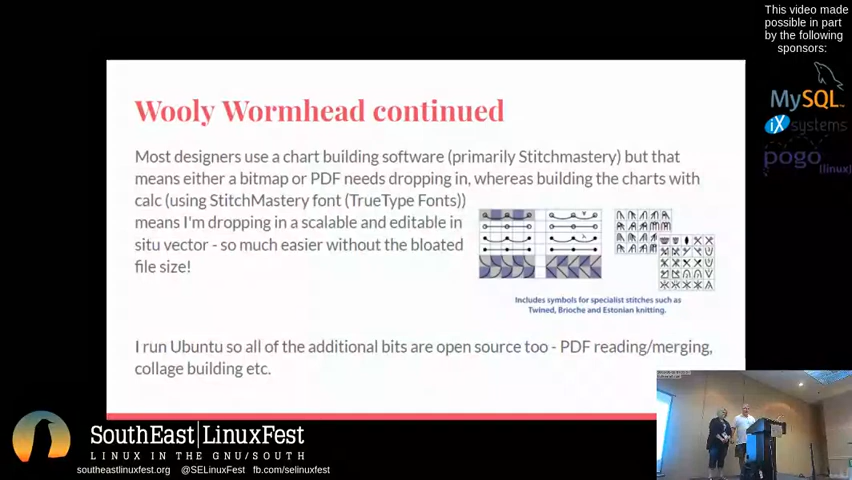 This video made
possible in part
by the following
sponsors:
MySQL™
iX systems
pogo [linux]
Wooly Wormhead continued
Most designers use a chart building software (primarily Stitchmastery) but that
means either a bitmap or PDF needs dropping in, whereas building the charts with
calc (using StitchMastery font (TrueType Fonts))
means I'm dropping in a scalable and editable in
situ vector - so much easier without the bloated
file size!
Includes symbols for specialist stitches such as
Twined, Brioche and Estonian knitting.
I run Ubuntu so all of the additional bits are open source too - PDF reading/merging,
collage building etc.
SouthEast LinuxFest
LINUX IN THE GNU/SOUTH
southeastlinuxfest.org @SELinuxFest fb.com/selinuxfest